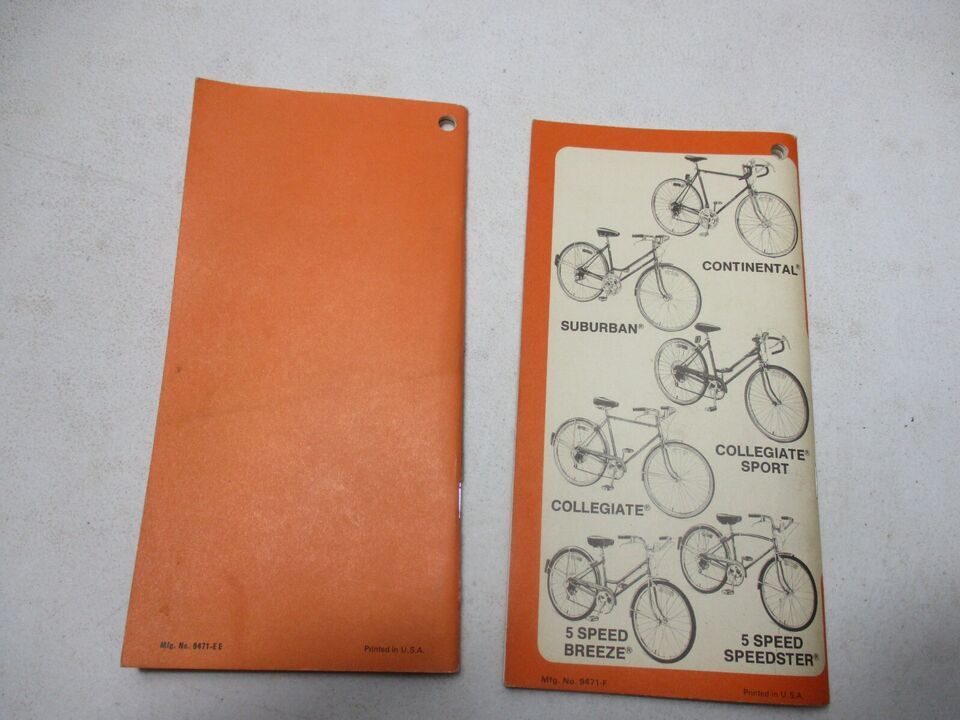 Mfg. No. 9471-EE
Printed in U.S.A.
CONTINENTAL®
SUBURBAN®
COLLEGIATE®
SPORT
COLLEGIATE®
5 SPEED
BREEZE®
5 SPEED
SPEEDSTER®
Mfg. No. 9471-F
Printed in U.S.A.